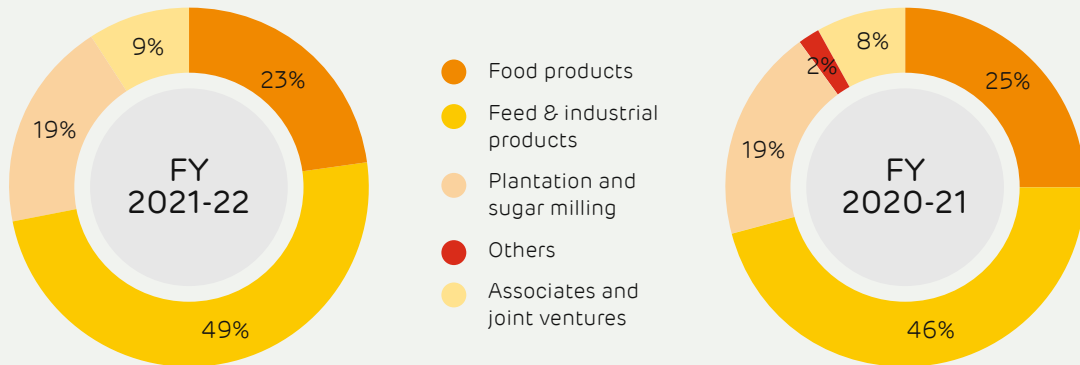 9%
23%
19%
FY
2021-22
49%
Food products
Feed & industrial
products
Plantation and
sugar milling
Others
Associates and
joint ventures
8%
2%
25%
19%
FY
2020-21
46%